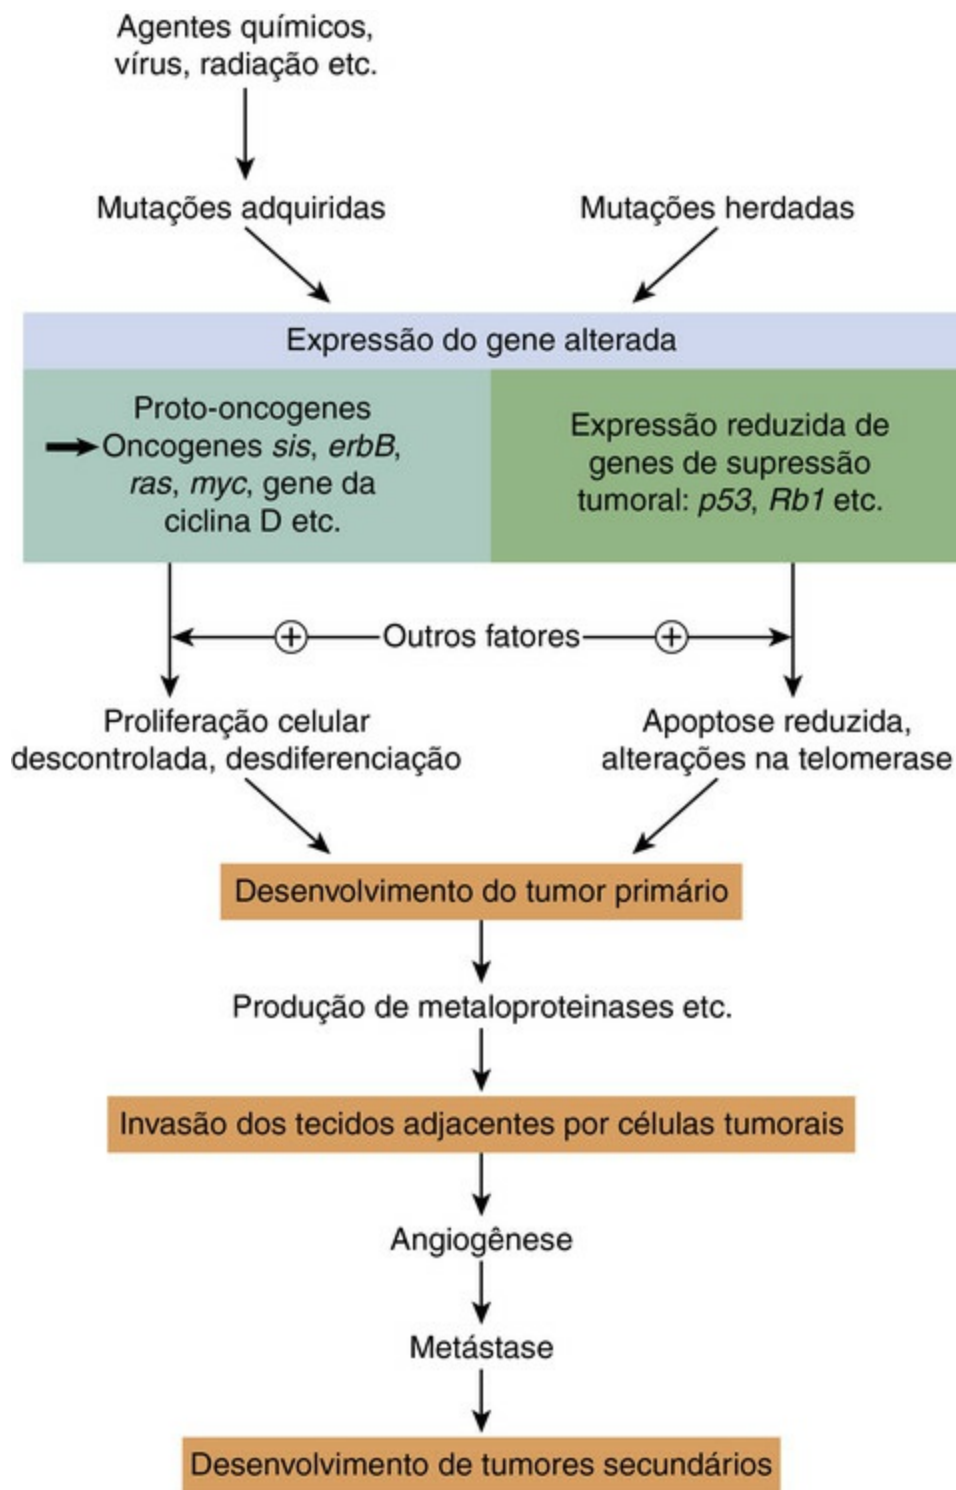 Agentes químicos,
vírus, radiação etc.
Mutações adquiridas
Mutações herdadas
Expressão do gene alterada
Proto-oncogenes
Oncogenes sis, erbB,
ras, myc, gene da
ciclina D etc.
Expressão reduzida de
genes de supressão
tumoral: p53, Rb1 etc.
+ Outros fatores +
Proliferação celular
descontrolada, desdiferenciação
Apoptose reduzida,
alterações na telomerase
Desenvolvimento do tumor primário
Produção de metaloproteinases etc.
Invasão dos tecidos adjacentes por células tumorais
Angiogênese
Metástase
Desenvolvimento de tumores secundários